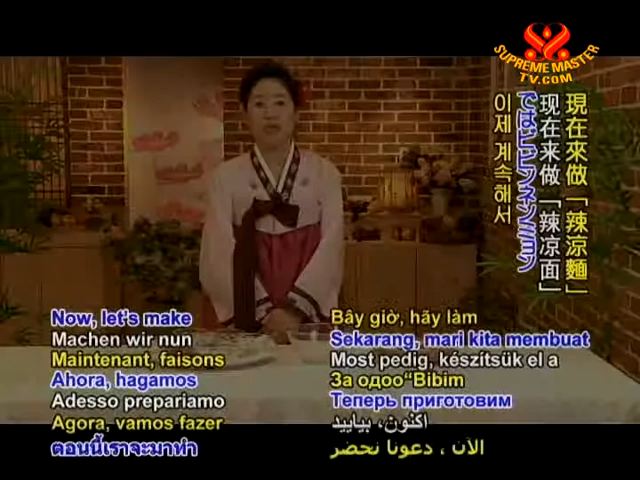 SUPREME MASTER
TV.COM
現在來做「辣涼麵」
现在来做「辣凉面」
ではビビンネンミョン
이제 계속해서
Now, let's make
Machen wir nun
Maintenant, faisons
Ahora, hagamos
Adesso prepariamo
Agora, vamos fazer
ตอนนี้เราจะมาทำ
Bây giờ, hãy làm
Sekarang, mari kita membuat
Most pedig, készítsük el a
За одоо“Bibim
Теперь приготовим
اکنون، بیایید
الآن ، دعونا نحضر